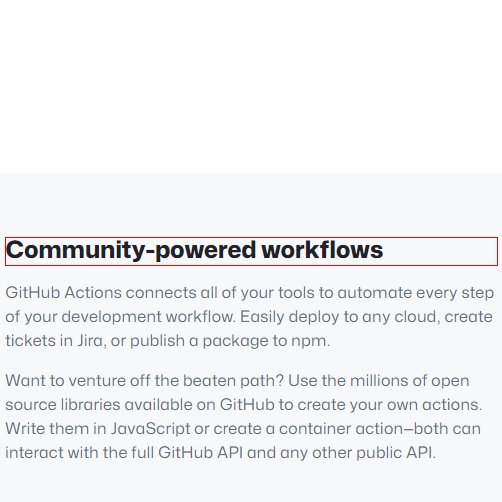 Community-powered workflows
GitHub Actions connects all of your tools to automate every step
of your development workflow. Easily deploy to any cloud, create
tickets in Jira, or publish a package to npm.
Want to venture off the beaten path? Use the millions of open
source libraries available on GitHub to create your own actions.
Write them in JavaScript or create a container action—both can
interact with the full GitHub API and any other public API.